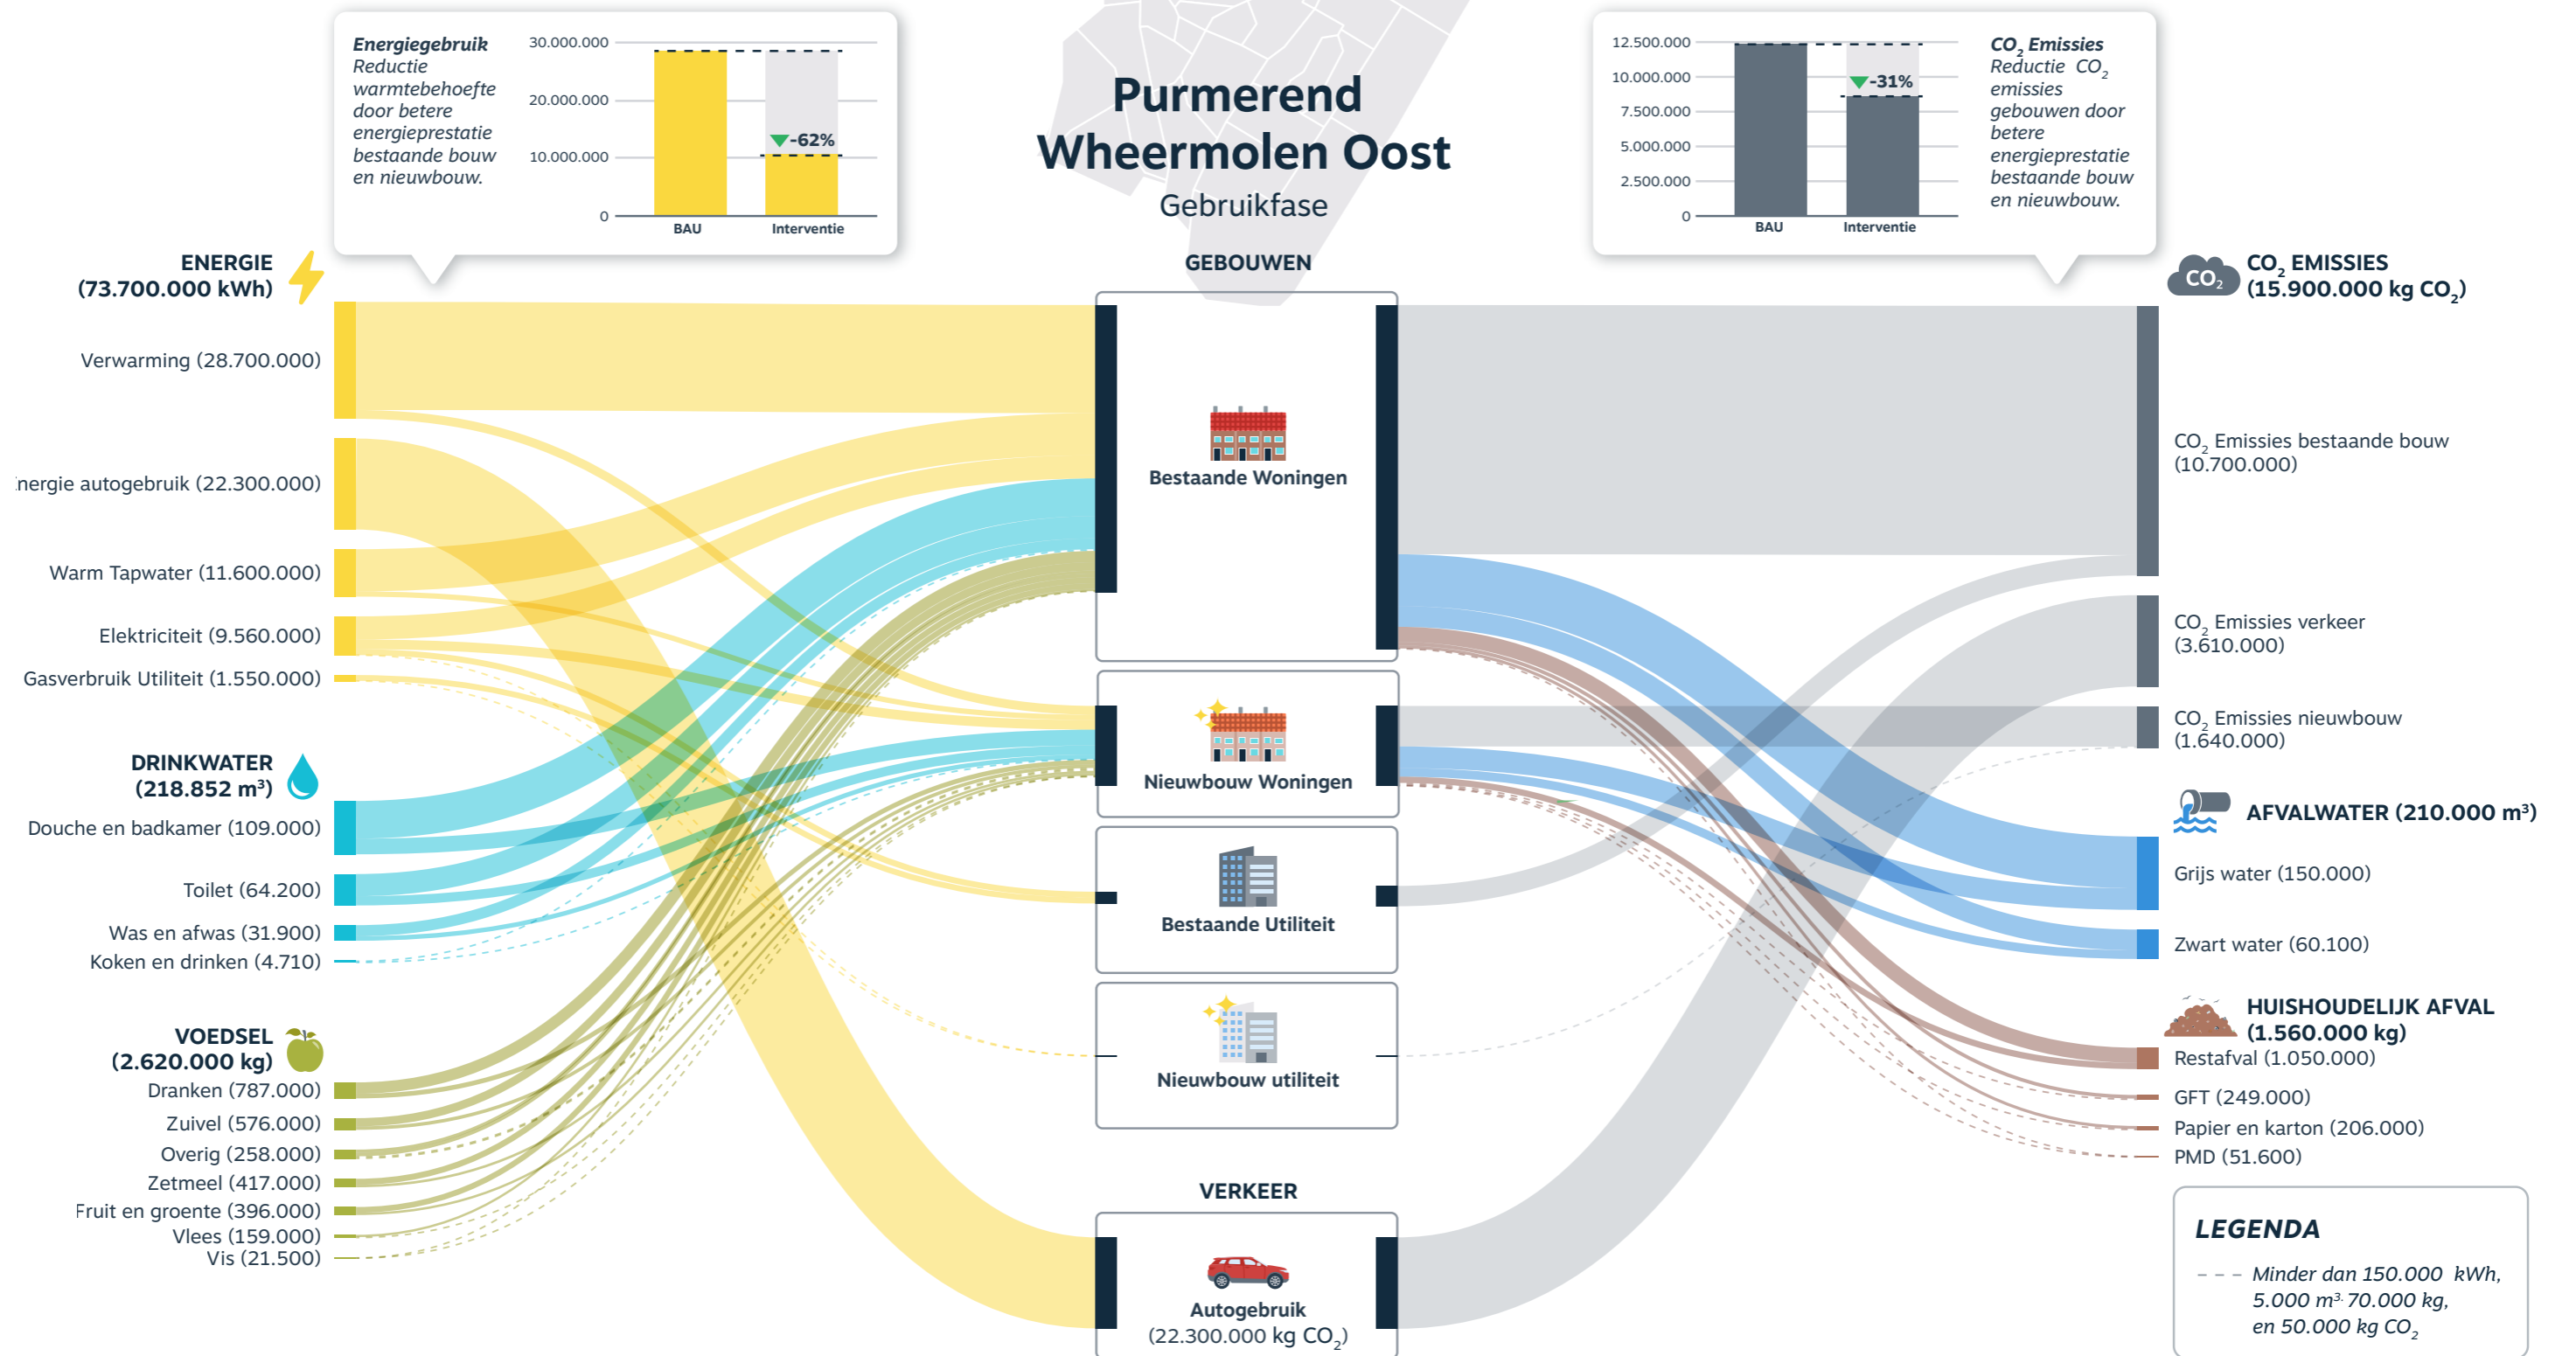 Energiegebruik
Reductie
warmtebehoefte
door betere
energieprestatie
bestaande bouw
en nieuwbouw.
30.000.000
20.000.000
10.000.000
0
-62%
BAU
Interventie
Purmerend
Wheermolen Oost
Gebruikfase
12.500.000
10.000.000
7.500.000
5.000.000
2.500.000
0
-31%
BAU
Interventie
CO2 Emissies
Reductie CO2
emissies
gebouwen door
betere
energieprestatie
bestaande bouw
en nieuwbouw.
ENERGIE
(73.700.000 kWh)
Verwarming (28.700.000)
nergie autogebruik (22.300.000)
Warm Tapwater (11.600.000)
Elektriciteit (9.560.000)
Gasverbruik Utiliteit (1.550.000)
DRINKWATER
(218.852 m³)
Douche en badkamer (109.000)
Toilet (64.200)
Was en afwas (31.900)
Koken en drinken (4.710)
VOEDSEL
(2.620.000 kg)
Dranken (787.000)
Zuivel (576.000)
Overig (258.000)
Zetmeel (417.000)
Fruit en groente (396.000)
Vlees (159.000)
Vis (21.500)
GEBOUWEN
Bestaande Woningen
Nieuwbouw Woningen
Bestaande Utiliteit
Nieuwbouw utiliteit
VERKEER
Autogebruik
(22.300.000 kg CO2)
CO2
CO2 EMISSIES
(15.900.000 kg CO2)
CO2 Emissies bestaande bouw
(10.700.000)
CO2 Emissies verkeer
(3.610.000)
CO2 Emissies nieuwbouw
(1.640.000)
AFVALWATER (210.000 m³)
Grijs water (150.000)
Zwart water (60.100)
HUISHOUDELIJK AFVAL
(1.560.000 kg)
Restafval (1.050.000)
GFT (249.000)
Papier en karton (206.000)
PMD (51.600)
LEGENDA
Minder dan 150.000 kWh,
5.000 m³· 70.000 kg,
en 50.000 kg CO2